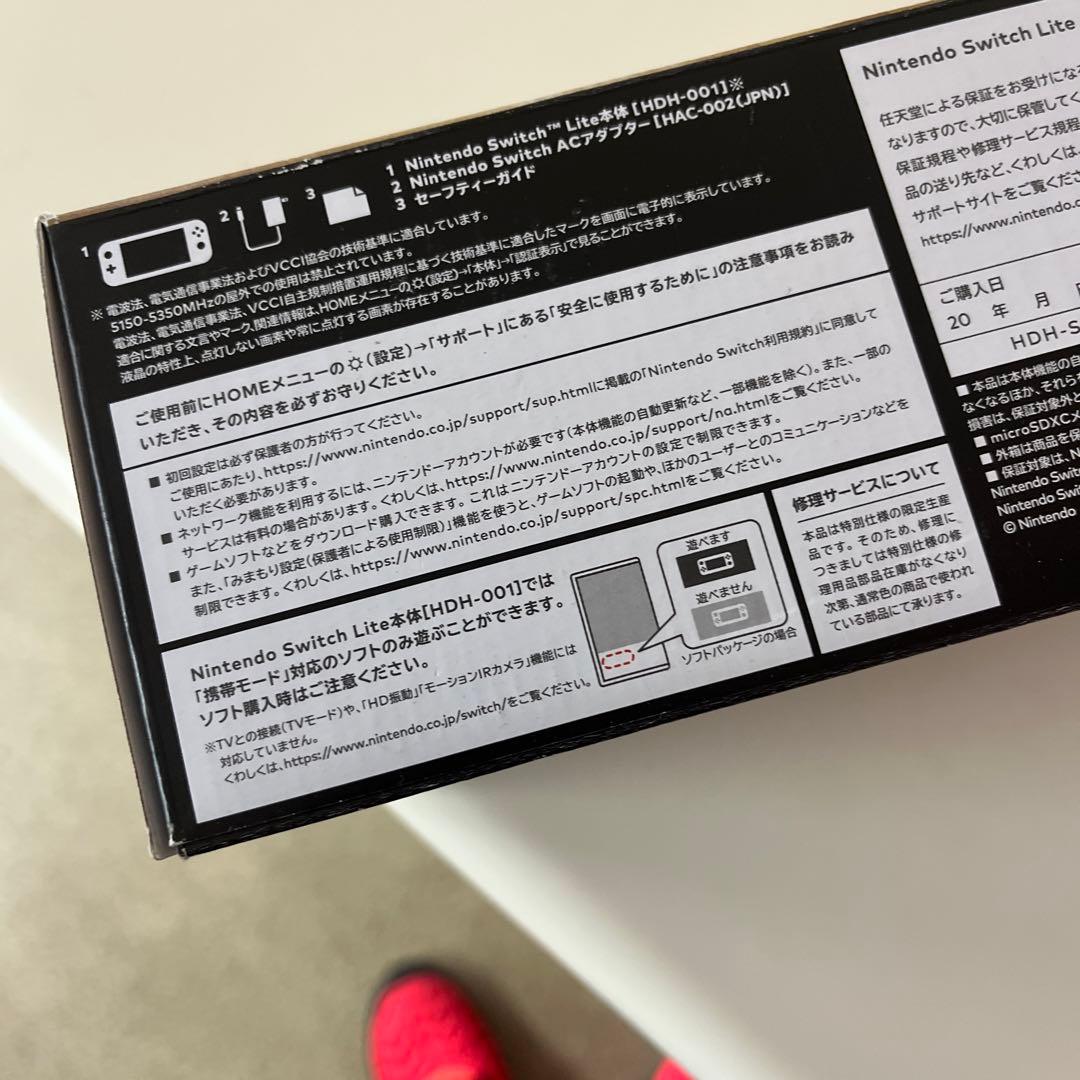 1
2
3
1 Nintendo Switch™ Lite本体 [HDH-001]※
2 Nintendo Switch ACアダプター [HAC-002(JPN)]
3 セーフティーガイド
※ 電波法、電気通信事業法およびVCCI協会の技術基準に適合しています。
5150-5350MHzの屋外での使用は禁止されています。
電波法、電気通信事業法、VCCI自主規制措置運用規程に基づく技術基準に適合したマークを画面に電子的に表示しています。
適合に関する文言やマーク、関連情報は、HOMEメニューの(設定)→「本体」→「認証表示」で見ることができます。
液晶の特性上、点灯しない画素や常に点灯する画素が存在することがあります。
ご使用前にHOMEメニューの(設定)→「サポート」にある「安全に使用するために」の注意事項をお読み
いただき、その内容を必ずお守りください。
■ 初回設定は必ず保護者の方が行ってください。
ご使用にあたり、https://www.nintendo.co.jp/support/sup.htmlに掲載の「Nintendo Switch利用規約」に同意して
いただく必要があります。
■ ネットワーク機能を利用するには、ニンテンドーアカウントが必要です(本体機能の自動更新など、一部機能を除く)。また、一部の
サービスは有料の場合があります。くわしくは、https://www.nintendo.co.jp/support/na.htmlをご覧ください。
■ ゲームソフトなどをダウンロード購入できます。これはニンテンドーアカウントの設定で制限できます。
また、「みまもり設定(保護者による使用制限)」機能を使うと、ゲームソフトの起動や、ほかのユーザーとのコミュニケーションなどを
制限できます。くわしくは、https://www.nintendo.co.jp/support/spc.htmlをご覧ください。
Nintendo Switch Lite本体[HDH-001]では
「携帯モード」対応のソフトのみ遊ぶことができます。
ソフト購入時はご注意ください。
※TVとの接続(TVモード)や、「HD振動」「モーションIRカメラ」機能には
対応していません。
くわしくは、https://www.nintendo.co.jp/switch/をご覧ください。
遊べます
遊べません
ソフトパッケージの場合
修理サービスについて
本品は特別仕様の限定生産
品です。そのため、修理に
つきましては特別仕様の修
理用品部品在庫がなくなり
次第、通常色の商品で使われ
ている部品にて承ります。
Nintendo Switch Lite
任天堂による保証をお受けにな
なりますので、大切に保管してく
保証規程や修理サービス規程
品の送り先など、くわしくは、
サポートサイトをご覧くださ
https://www.nintendo.c
ご購入日
20 年 月
HDH-S
■ 本品は本体機能の自
なくなるほか、それら
損害は、保証対象外と
■ microSDXCメ
■ 外箱は商品を保
■ 保証対象は、N
Nintendo Switc
Nintendo Swi
© Nintendo